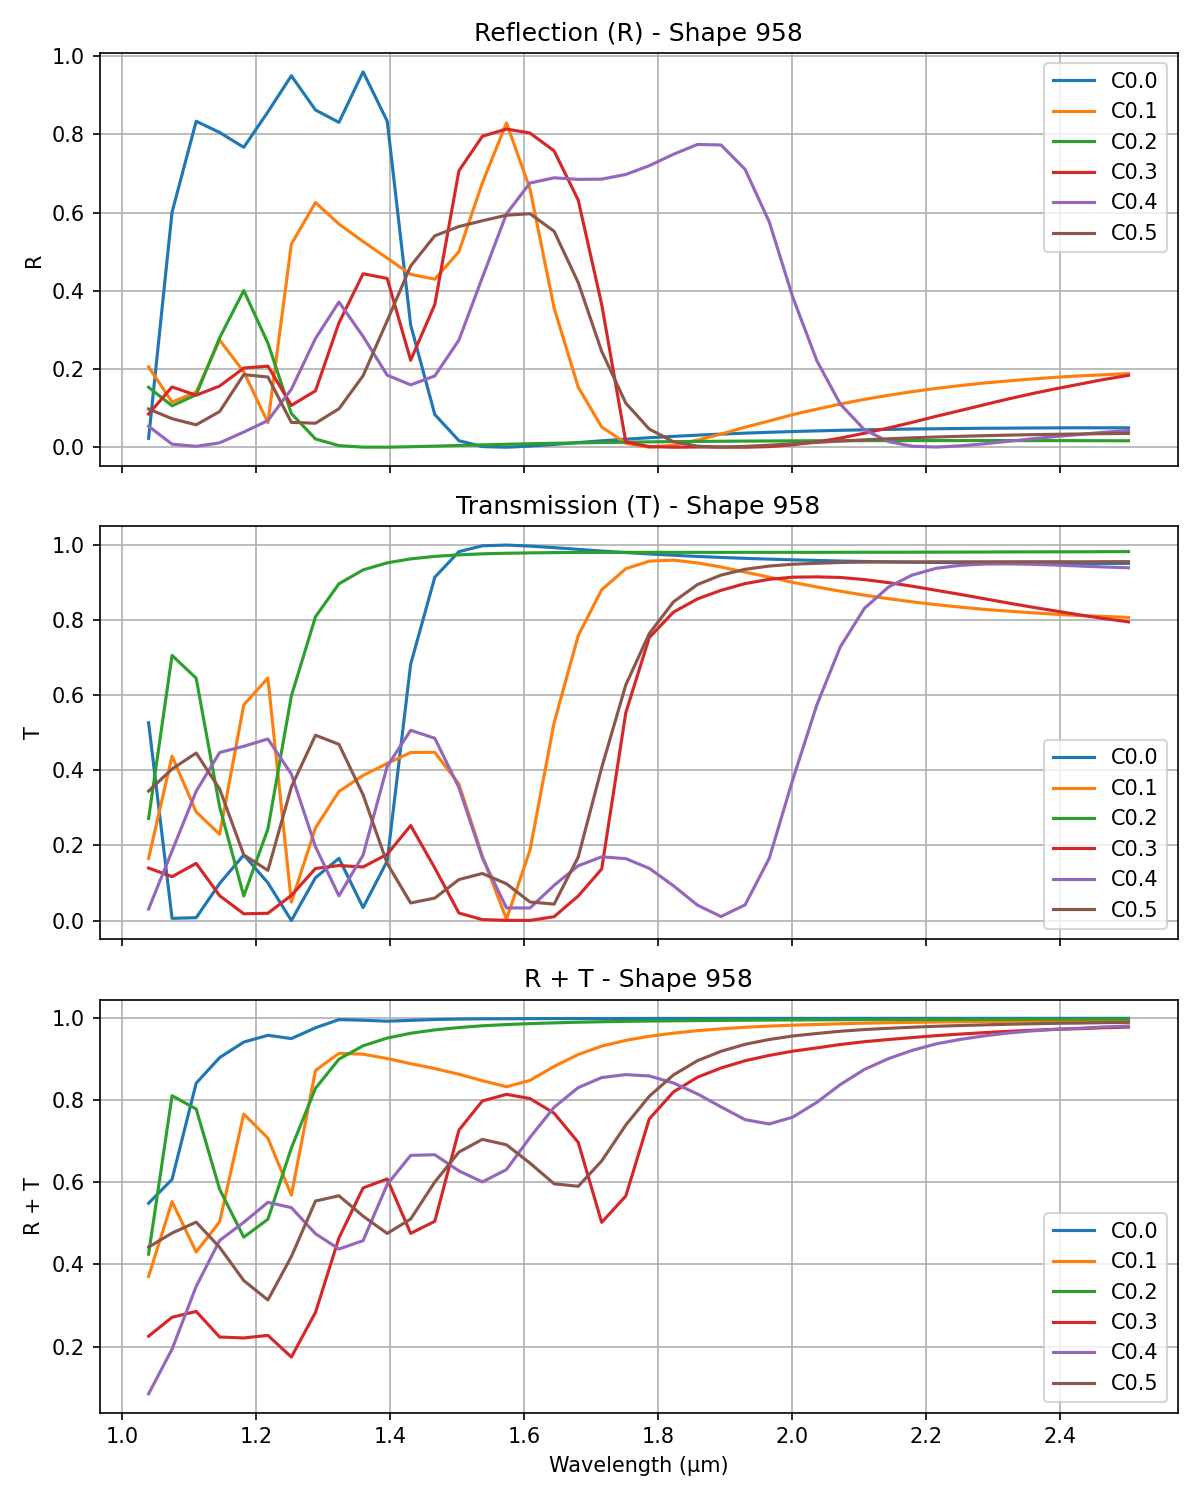 Reflection (R) - Shape 958
1.0
0.8
0.6
0.4
0.2
0.0
R
C0.0
C0.1
C0.2
C0.3
C0.4
C0.5
Transmission (T) - Shape 958
1.0
0.8
0.6
0.4
0.2
0.0
T
C0.0
C0.1
C0.2
C0.3
C0.4
C0.5
R + T - Shape 958
1.0
0.8
0.6
0.4
0.2
R + T
C0.0
C0.1
C0.2
C0.3
C0.4
C0.5
1.0 1.2 1.4 1.6 1.8 2.0 2.2 2.4
Wavelength (μm)